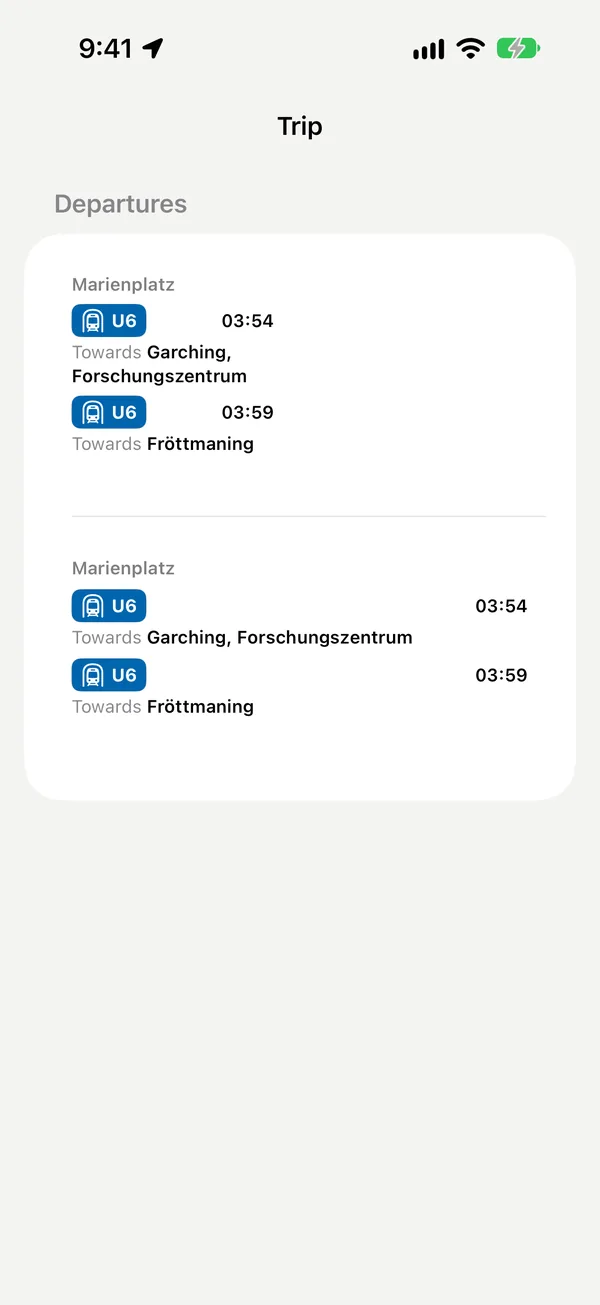 9:41
Trip
Departures
Marienplatz
U6 03:54
Towards Garching,
Forschungszentrum
U6 03:59
Towards Fröttmaning
Marienplatz
U6 03:54
Towards Garching, Forschungszentrum
U6 03:59
Towards Fröttmaning